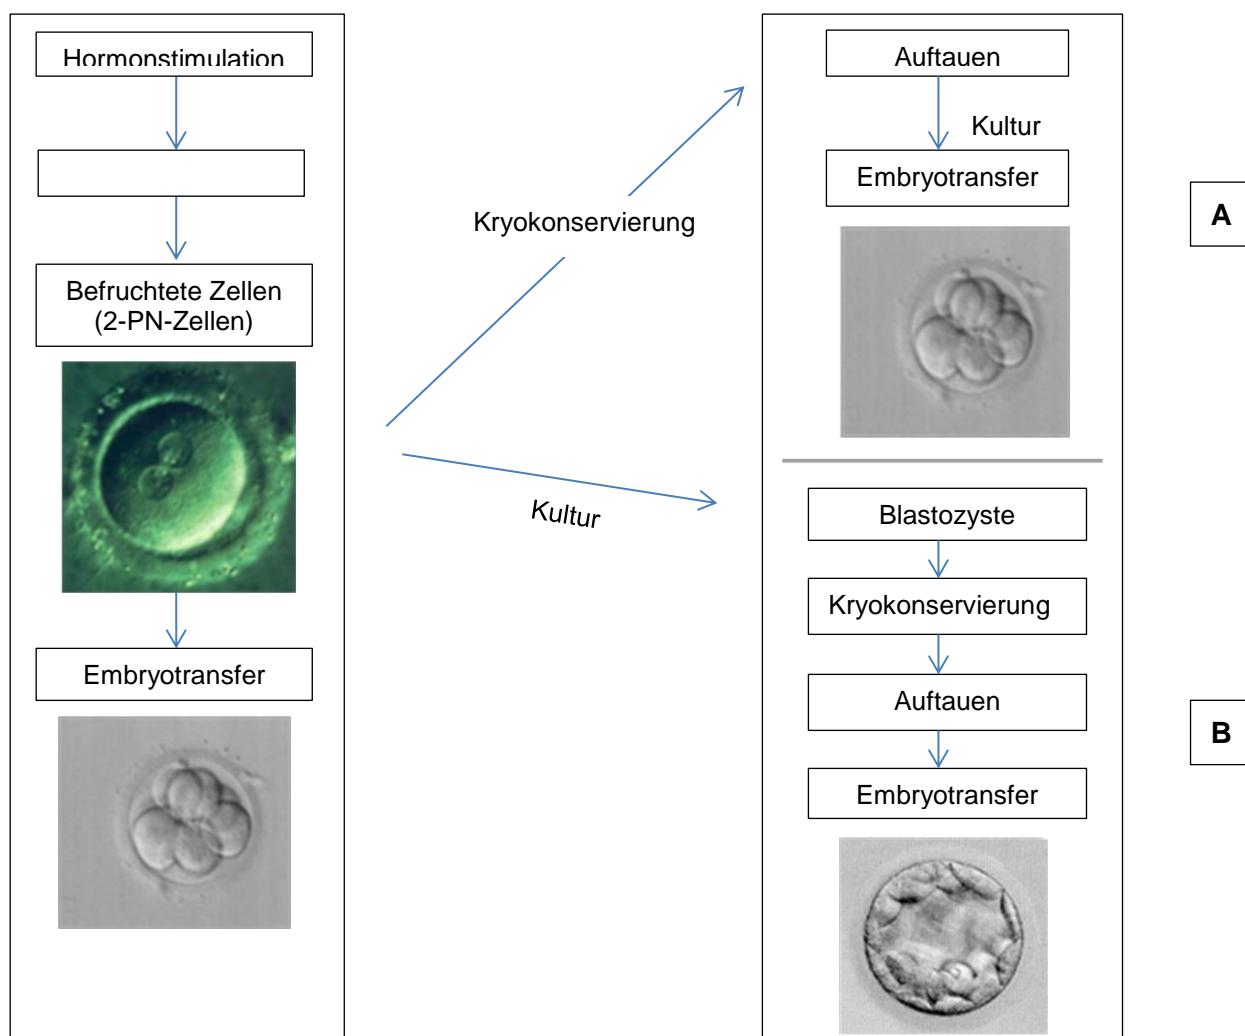 Hormonstimulation
Befruchtete Zellen
(2-PN-Zellen)
Embryotransfer
Kryokonservierung
Kultur
Auftauen
Kultur
Embryotransfer
Blastozyste
Kryokonservierung
Auftauen
Embryotransfer
A
B